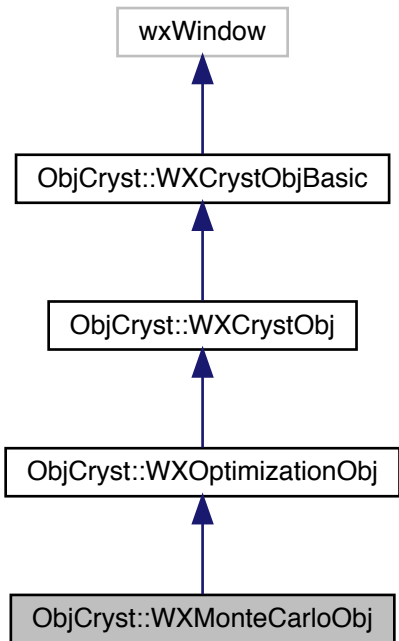 wxWindow
ObjCryst::WXCrystObjBasic
ObjCryst::WXCrystObj
ObjCryst::WXOptimizationObj
ObjCryst::WXMonteCarloObj